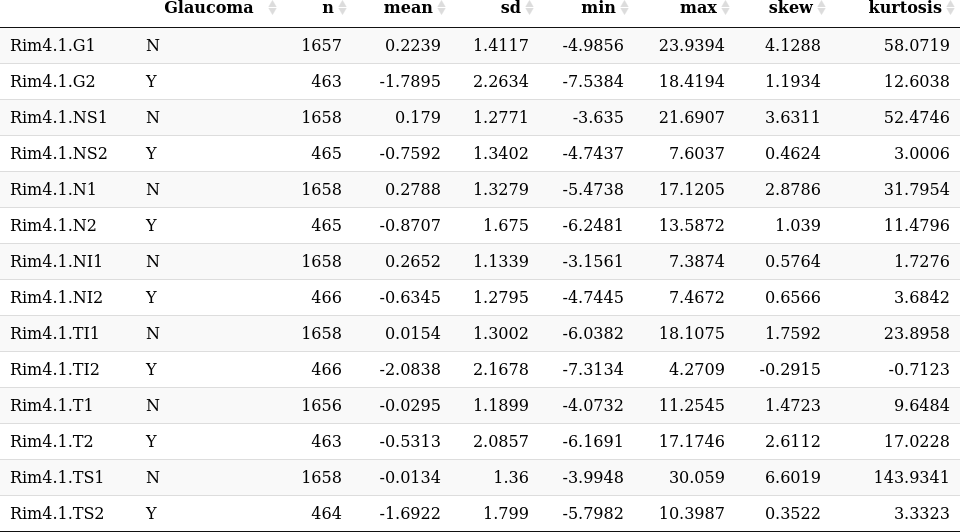 Glaucoma n mean sd min max skew kurtosis
Rim4.1.G1 N 1657 0.2239 1.4117 -4.9856 23.9394 4.1288 58.0719
Rim4.1.G2 Y 463 -1.7895 2.2634 -7.5384 18.4194 1.1934 12.6038
Rim4.1.NS1 N 1658 0.179 1.2771 -3.635 21.6907 3.6311 52.4746
Rim4.1.NS2 Y 465 -0.7592 1.3402 -4.7437 7.6037 0.4624 3.0006
Rim4.1.N1 N 1658 0.2788 1.3279 -5.4738 17.1205 2.8786 31.7954
Rim4.1.N2 Y 465 -0.8707 1.675 -6.2481 13.5872 1.039 11.4796
Rim4.1.NI1 N 1658 0.2652 1.1339 -3.1561 7.3874 0.5764 1.7276
Rim4.1.NI2 Y 466 -0.6345 1.2795 -4.7445 7.4672 0.6566 3.6842
Rim4.1.TI1 N 1658 0.0154 1.3002 -6.0382 18.1075 1.7592 23.8958
Rim4.1.TI2 Y 466 -2.0838 2.1678 -7.3134 4.2709 -0.2915 -0.7123
Rim4.1.T1 N 1656 -0.0295 1.1899 -4.0732 11.2545 1.4723 9.6484
Rim4.1.T2 Y 463 -0.5313 2.0857 -6.1691 17.1746 2.6112 17.0228
Rim4.1.TS1 N 1658 -0.0134 1.36 -3.9948 30.059 6.6019 143.9341
Rim4.1.TS2 Y 464 -1.6922 1.799 -5.7982 10.3987 0.3522 3.3323